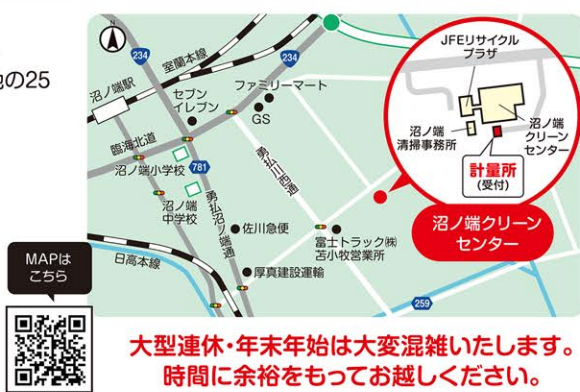 地の25
N
234
室蘭本線
234
沼ノ端駅
セブン
イレブン
ファミリーマート
GS
臨海北通
沼ノ端小学校
781
沼ノ端
中学校
勇払沼ノ端通
勇払川西通
佐川急便
富士トラック㈱
苫小牧営業所
厚真建設運輸
日高本線
259
JFEリサイクル
プラザ
沼ノ端
清掃事務所
沼ノ端
クリーン
センター
計量所
(受付)
沼ノ端クリーン
センター
MAPは
こちら
大型連休・年末年始は大変混雑いたします。
時間に余裕をもってお越しください。